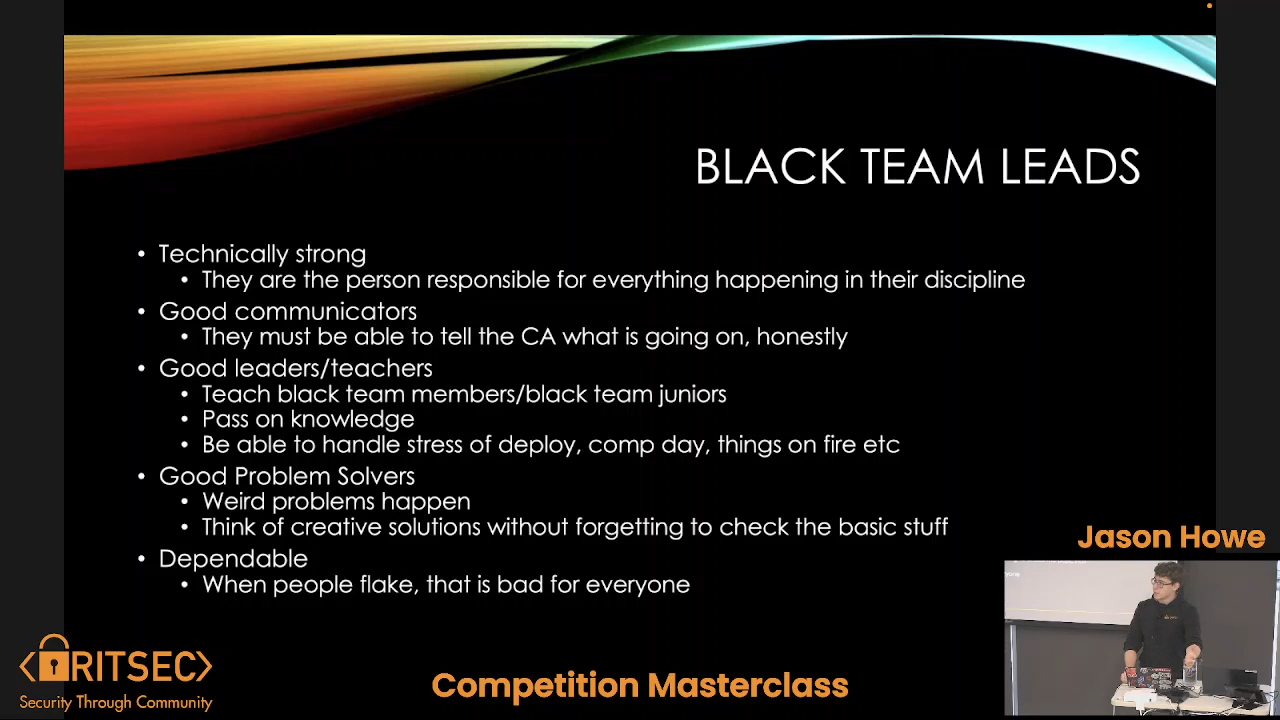 BLACK TEAM LEADS
• Technically strong
• They are the person responsible for everything happening in their discipline
• Good communicators
• They must be able to tell the CA what is going on, honestly
• Good leaders/teachers
• Teach black team members/black team juniors
• Pass on knowledge
• Be able to handle stress of deploy, comp day, things on fire etc
• Good Problem Solvers
• Weird problems happen
• Think of creative solutions without forgetting to check the basic stuff
• Dependable
• When people flake, that is bad for everyone
Jason Howe
RITSEC
Security Through Community
Competition Masterclass